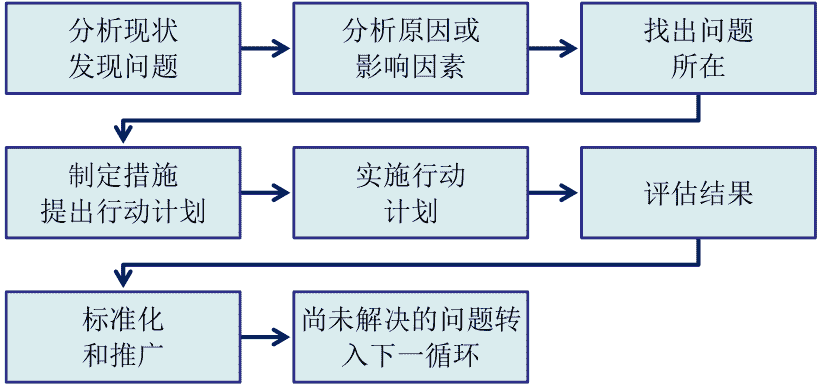 分析现状
发现问题
分析原因或
影响因素
找出问题
所在
制定措施
提出行动计划
实施行动
计划
评估结果
标准化
和推广
尚未解决的问题转
入下一循环